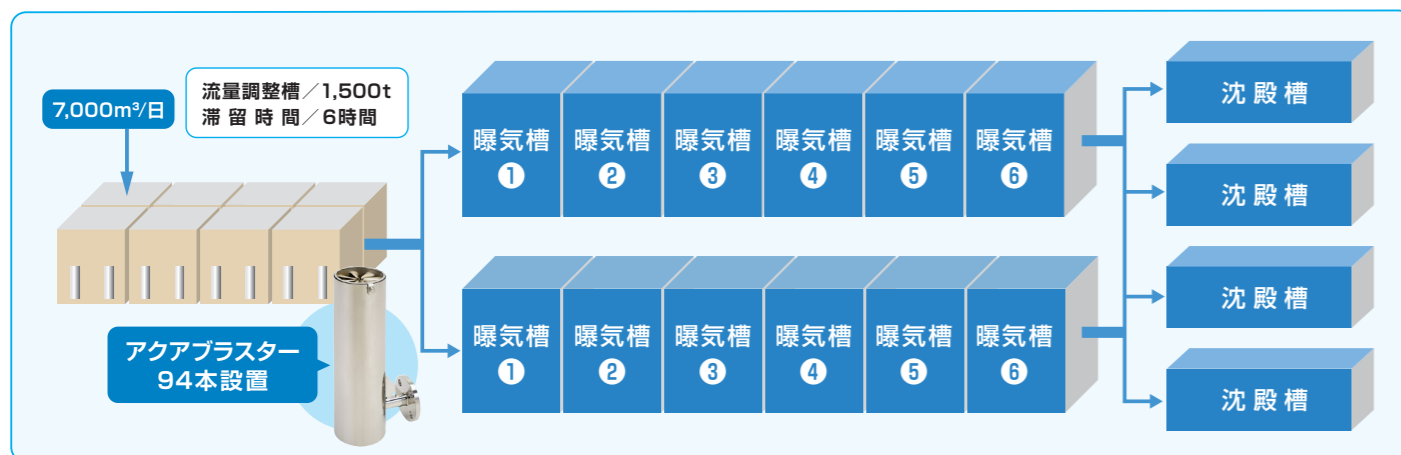 7,000m³/日
流量調整槽／1,500t
滞留時間／6時間
アクアブラスター
94本設置
曝気槽
❶
曝気槽
❷
曝気槽
❸
曝気槽
❹
曝気槽
❺
曝気槽
❻
曝気槽
❶
曝気槽
❷
曝気槽
❸
曝気槽
❹
曝気槽
❺
曝気槽
❻
沈殿槽
沈殿槽
沈殿槽
沈殿槽